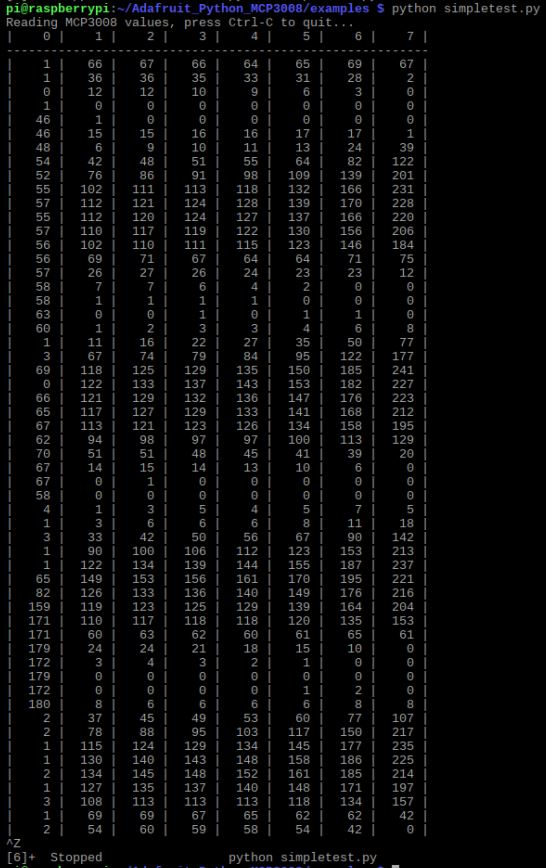 pi@raspberrypi:~/Adafruit_Python_MCP3008/examples $ python simpletest.py
Reading MCP3008 values, press Ctrl-C to quit...
|    0 |    1 |    2 |    3 |    4 |    5 |    6 |    7 |
---------------------------------------------------------
|    1 |   66 |   67 |   66 |   64 |   65 |   69 |   67 |
|    1 |   36 |   36 |   35 |   33 |   31 |   28 |    2 |
|    0 |   12 |   12 |   10 |    9 |    6 |    3 |    0 |
|    1 |    0 |    0 |    0 |    0 |    0 |    0 |    0 |
|   46 |    1 |    0 |    0 |    0 |    0 |    0 |    0 |
|   46 |   15 |   15 |   16 |   16 |   17 |   17 |    1 |
|   48 |    6 |    9 |   10 |   11 |   13 |   24 |   39 |
|   54 |   42 |   48 |   51 |   55 |   64 |   82 |  122 |
|   52 |   76 |   86 |   91 |   98 |  109 |  139 |  201 |
|   55 |  102 |  111 |  113 |  118 |  132 |  166 |  231 |
|   57 |  112 |  121 |  124 |  128 |  139 |  170 |  228 |
|   55 |  112 |  120 |  124 |  127 |  137 |  166 |  220 |
|   57 |  110 |  117 |  119 |  122 |  130 |  156 |  206 |
|   56 |  102 |  110 |  111 |  115 |  123 |  146 |  184 |
|   56 |   69 |   71 |   67 |   64 |   64 |   71 |   75 |
|   57 |   26 |   27 |   26 |   24 |   23 |   23 |   12 |
|   58 |    7 |    7 |    6 |    4 |    2 |    0 |    0 |
|   58 |    1 |    1 |    1 |    1 |    0 |    0 |    0 |
|   63 |    0 |    0 |    1 |    0 |    1 |    1 |    0 |
|   60 |    1 |    2 |    3 |    3 |    4 |    6 |    8 |
|    1 |   11 |   16 |   22 |   27 |   35 |   50 |   77 |
|    3 |   67 |   74 |   79 |   84 |   95 |  122 |  177 |
|   69 |  118 |  125 |  129 |  135 |  150 |  185 |  241 |
|    0 |  122 |  133 |  137 |  143 |  153 |  182 |  227 |
|   66 |  121 |  129 |  132 |  136 |  147 |  176 |  223 |
|   65 |  117 |  127 |  129 |  133 |  141 |  168 |  212 |
|   67 |  113 |  121 |  123 |  126 |  134 |  158 |  195 |
|   62 |   94 |   98 |   97 |   97 |  100 |  113 |  129 |
|   70 |   51 |   51 |   48 |   45 |   41 |   39 |   20 |
|   67 |   14 |   15 |   14 |   13 |   10 |    6 |    0 |
|   67 |    0 |    1 |    0 |    0 |    0 |    0 |    0 |
|   58 |    0 |    0 |    0 |    0 |    0 |    0 |    0 |
|    4 |    1 |    3 |    5 |    4 |    5 |    7 |    5 |
|    1 |    3 |    6 |    6 |    6 |    8 |   11 |   18 |
|    3 |   33 |   42 |   50 |   56 |   67 |   90 |  142 |
|    1 |   90 |  100 |  106 |  112 |  123 |  153 |  213 |
|    1 |  122 |  134 |  139 |  144 |  155 |  187 |  237 |
|   65 |  149 |  153 |  156 |  161 |  170 |  195 |  221 |
|   82 |  126 |  133 |  136 |  140 |  149 |  176 |  216 |
|  159 |  119 |  123 |  125 |  129 |  139 |  164 |  204 |
|  171 |  110 |  117 |  118 |  118 |  120 |  135 |  153 |
|  171 |   60 |   63 |   62 |   60 |   61 |   65 |   61 |
|  179 |   24 |   24 |   21 |   18 |   15 |   10 |    0 |
|  172 |    3 |    4 |    3 |    2 |    1 |    0 |    0 |
|  179 |    0 |    0 |    0 |    0 |    0 |    0 |    0 |
|  172 |    0 |    0 |    0 |    0 |    1 |    2 |    0 |
|  180 |    8 |    6 |    6 |    6 |    6 |    8 |    8 |
|    2 |   37 |   45 |   49 |   53 |   60 |   77 |  107 |
|    2 |   78 |   88 |   95 |  103 |  117 |  150 |  217 |
|    1 |  115 |  124 |  129 |  134 |  145 |  177 |  235 |
|    1 |  130 |  140 |  143 |  148 |  158 |  186 |  225 |
|    2 |  134 |  145 |  148 |  152 |  161 |  185 |  214 |
|    1 |  127 |  135 |  137 |  140 |  148 |  171 |  197 |
|    3 |  108 |  113 |  113 |  113 |  118 |  134 |  157 |
|    1 |   69 |   69 |   67 |   65 |   62 |   62 |   42 |
|    2 |   54 |   60 |   59 |   58 |   54 |   42 |    0 |
^Z
[6]+  Stopped                 python simpletest.py